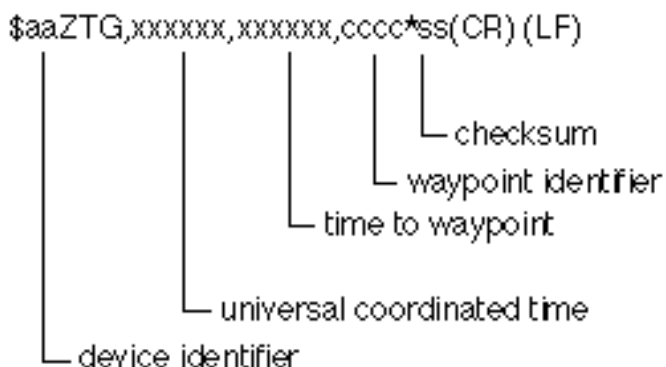 $aaZTG,xxxxxx,xxxxxx,cccc*ss(CR)(LF)
checksum
waypoint identifier
time to waypoint
universal coordinated time
device identifier